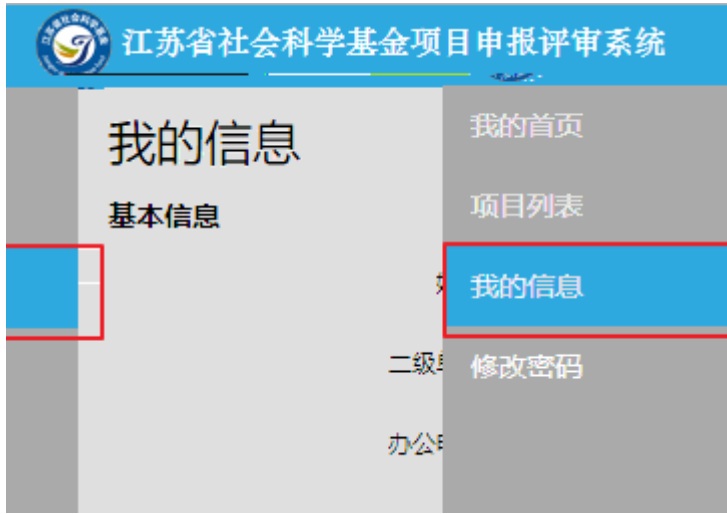 江苏省社会科学基金项目申报评审系统
我的信息
基本信息
二级
办公
我的首页
项目列表
我的信息
修改密码